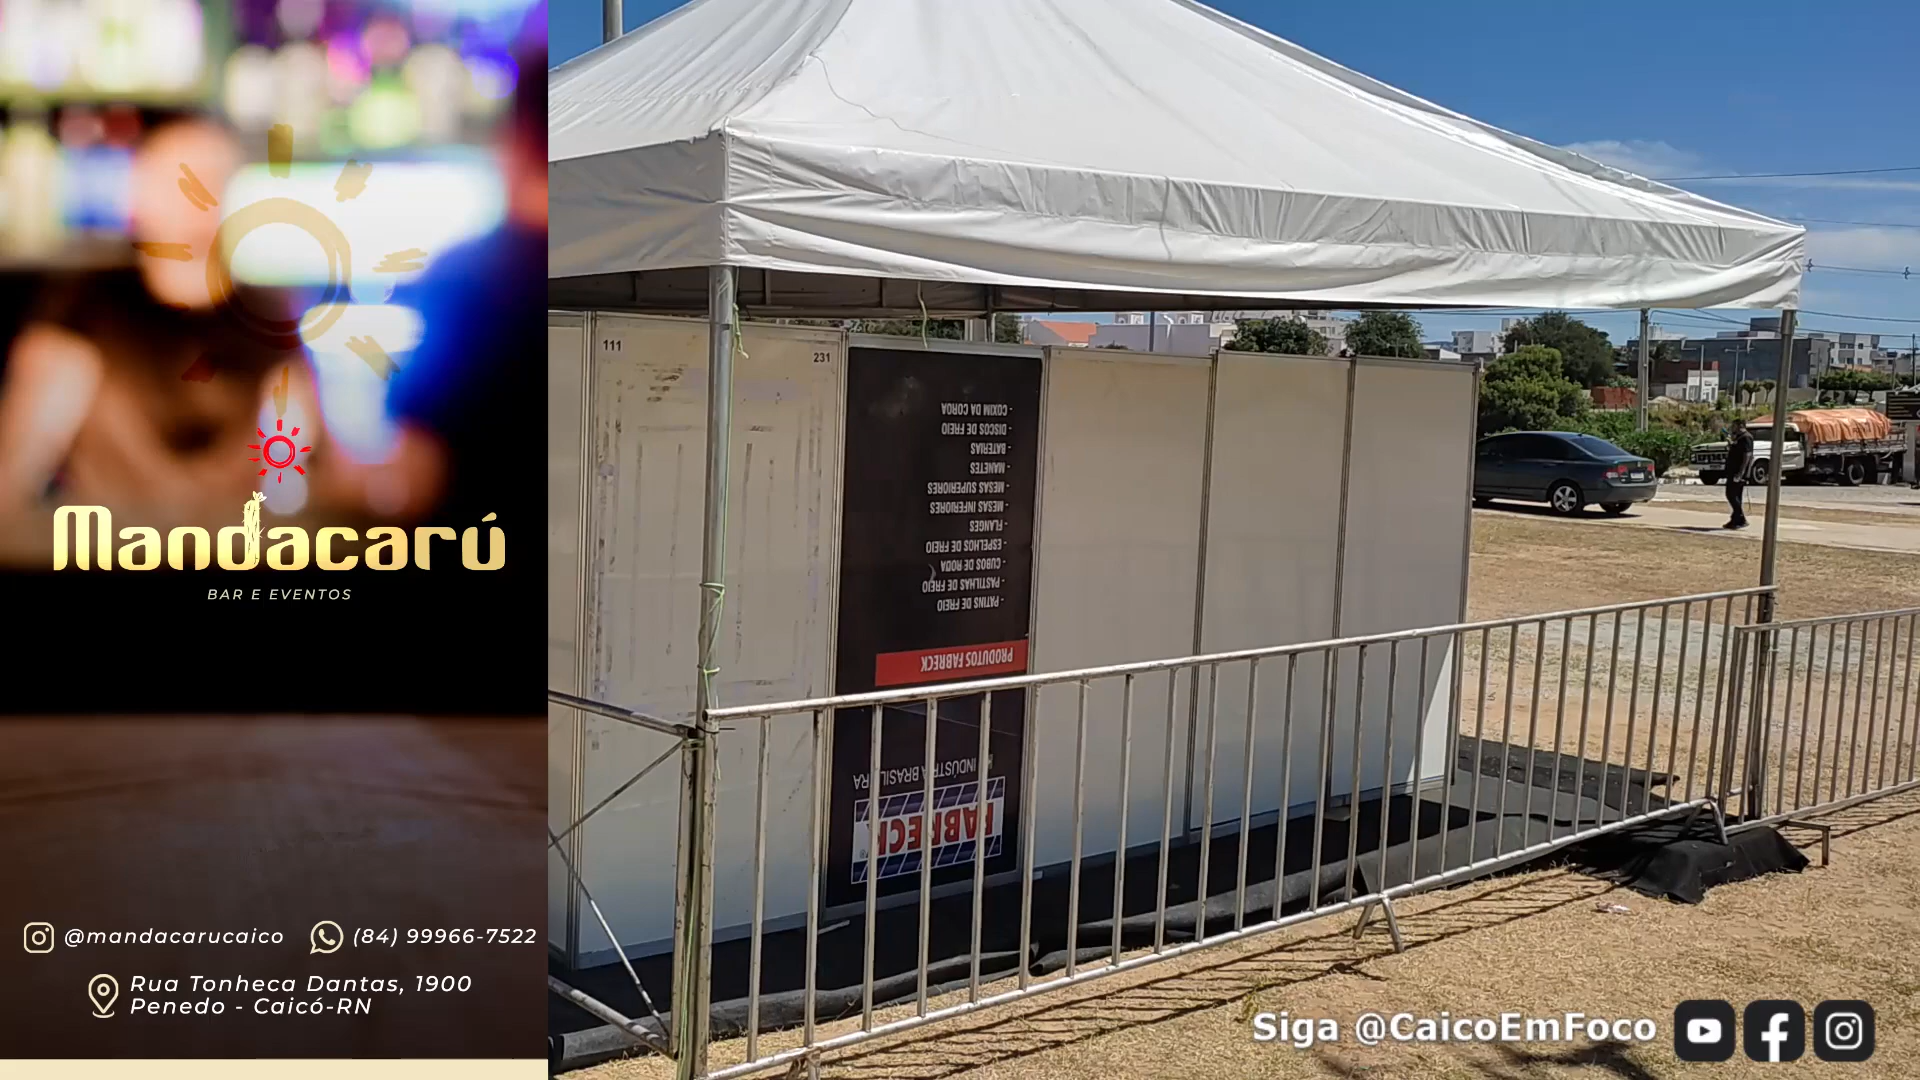 Mandacarú
BAR E EVENTOS
@mandacarucaico
(84) 99966-7522
Rua Tonheca Dantas, 1900
Penedo - Caicó-RN
111
231
- COXIM DA COROA
- DISCOS DE FREIO
- BATERIAS
- MANETES
- MESAS SUPERIORES
- MESAS INFERIORES
- FLANGES
- ESPELHOS DE FREIO
- CUBOS DE RODA
- PASTILHAS DE FREIO
- PATINS DE FREIO
PRODUTOS FABRECK
INDÚSTRIA BRASILEIRA
FABRECK
Siga @CaicoEmFoco